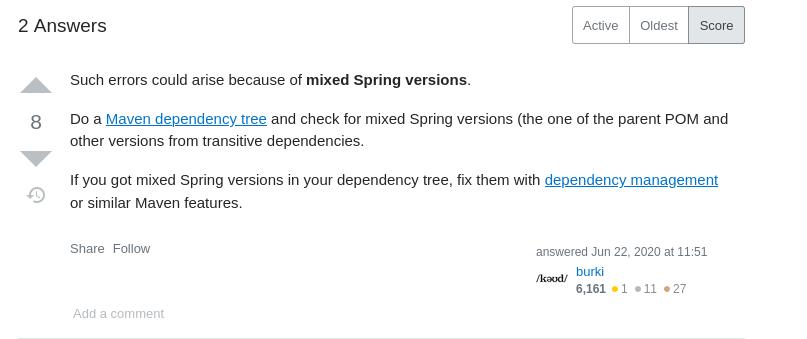 2 Answers
Active Oldest Score
Such errors could arise because of mixed Spring versions.
8
Do a Maven dependency tree and check for mixed Spring versions (the one of the parent POM and
other versions from transitive dependencies.
If you got mixed Spring versions in your dependency tree, fix them with dependency management
or similar Maven features.
Share Follow
answered Jun 22, 2020 at 11:51
/kəʊd/
burki
6,161 1 11 27
Add a comment